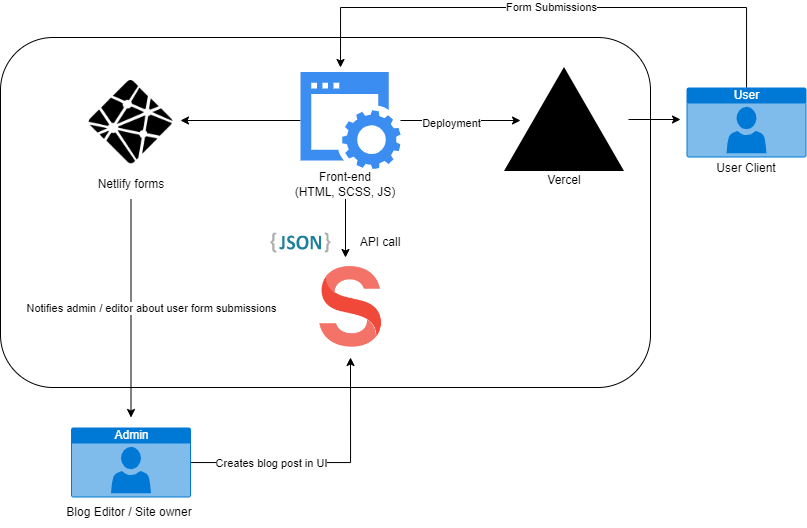 Form Submissions
User
User Client
Deployment
Vercel
Front-end
(HTML, SCSS, JS)
Netlify forms
{JSON}
API call
S
Notifies admin / editor about user form submissions
Admin
Creates blog post in UI
Blog Editor / Site owner